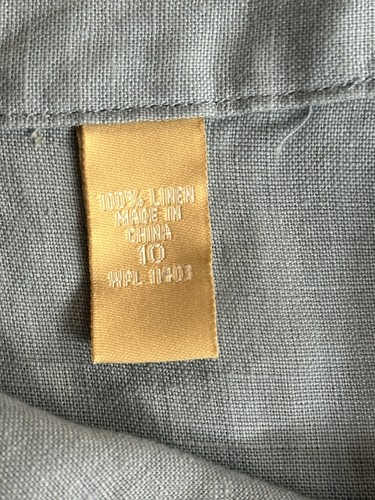 100% LINEN
MADE IN
CHINA
10
WPL 11403